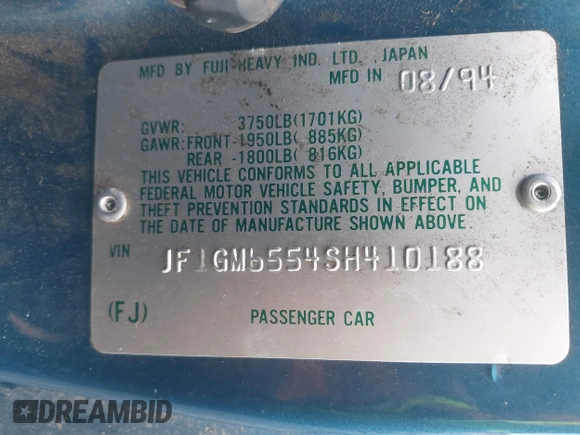 MFD BY FUJI HEAVY IND. LTD. ,JAPAN
MFD IN 08/94
GVWR: 3750LB(1701KG)
GAWR:FRONT-1950LB( 885KG)
REAR -1800LB( 816KG)
THIS VEHICLE CONFORMS TO ALL APPLICABLE
FEDERAL MOTOR VEHICLE SAFETY, BUMPER, AND
THEFT PREVENTION STANDARDS IN EFFECT ON
THE DATE OF MANUFACTURE SHOWN ABOVE.
VIN JF1GM6554SH410188
(FJ) PASSENGER CAR
DREAMBID